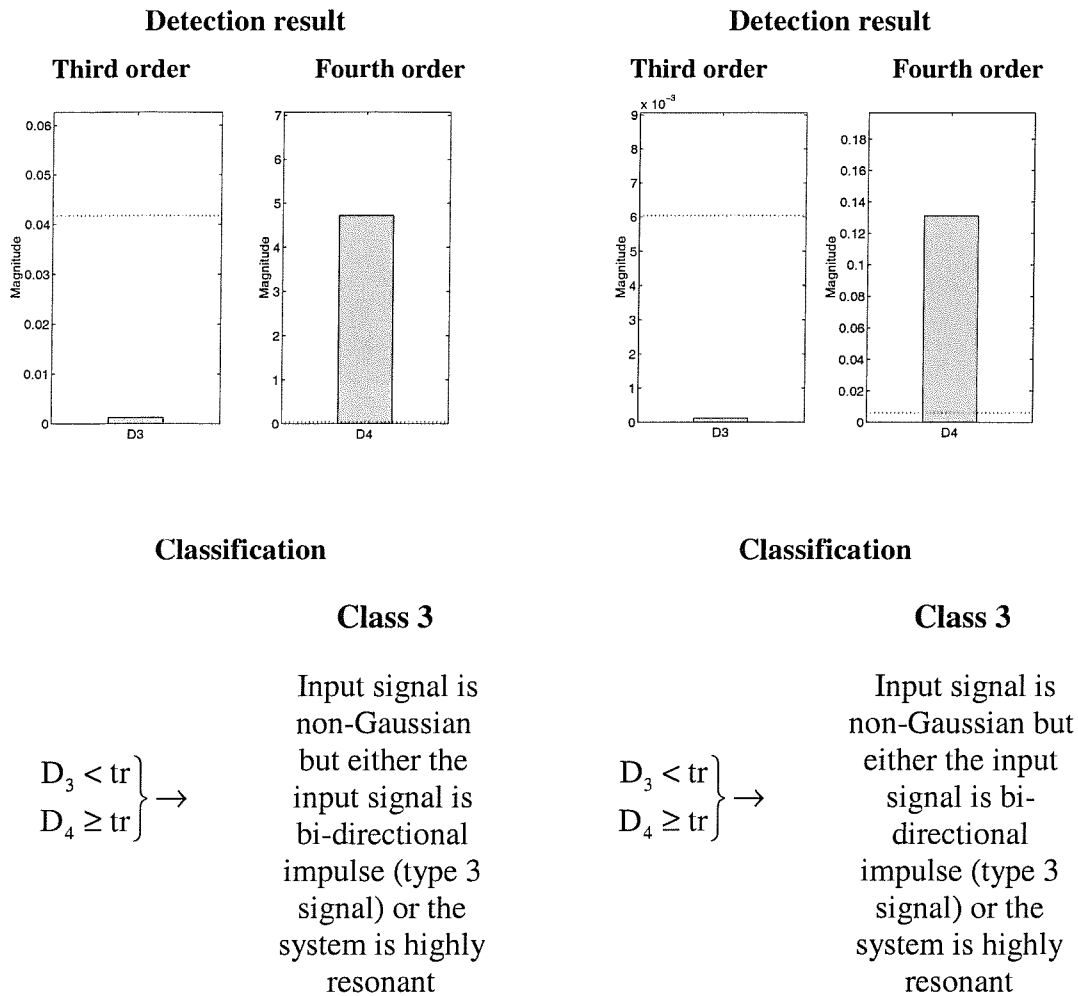 Detection result
Third order
Fourth order
0.06
0.05
0.04
0.03
0.02
0.01
0
Magnitude
D3
7
6
5
4
3
2
1
0
Magnitude
D4
Detection result
Third order
Fourth order
x 10⁻³
9
8
7
6
5
4
3
2
1
0
Magnitude
D3
0.18
0.16
0.14
0.12
0.1
0.08
0.06
0.04
0.02
0
Magnitude
D4
Classification
Class 3
D₃ < tr
D₄ ≥ tr
} →
Input signal is
non-Gaussian
but either the
input signal is
bi-directional
impulse (type 3
signal) or the
system is highly
resonant
Classification
Class 3
D₃ < tr
D₄ ≥ tr
} →
Input signal is
non-Gaussian but
either the input
signal is bi-
directional
impulse (type 3
signal) or the
system is highly
resonant